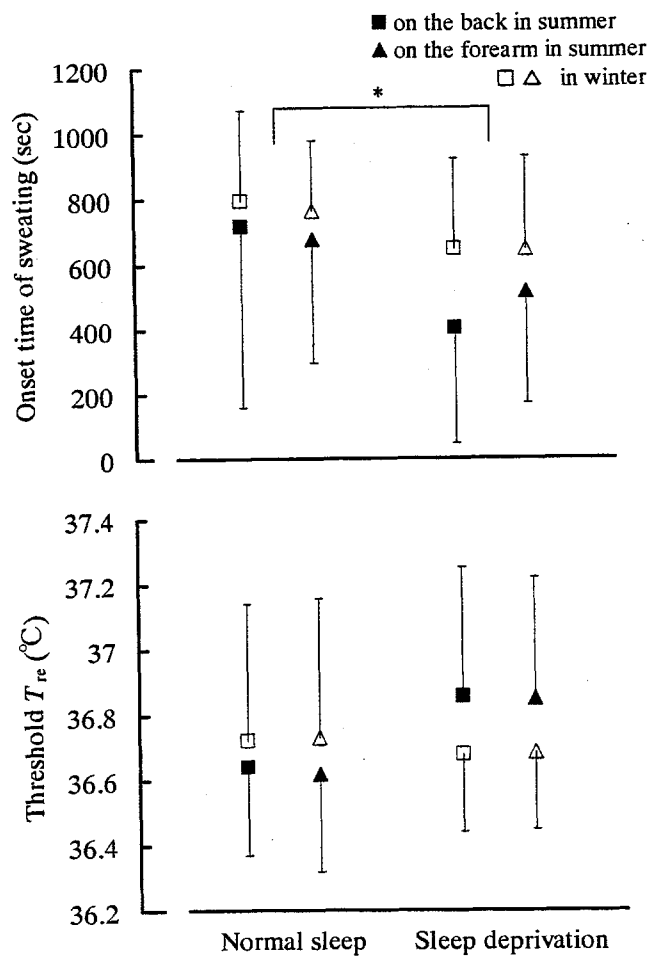 ■ on the back in summer
▲ on the forearm in summer
□ △ in winter
Onset time of sweating (sec)
1200
1000
800
600
400
200
0
*
Threshold Tre (℃)
37.4
37.2
37
36.8
36.6
36.4
36.2
Normal sleep Sleep deprivation